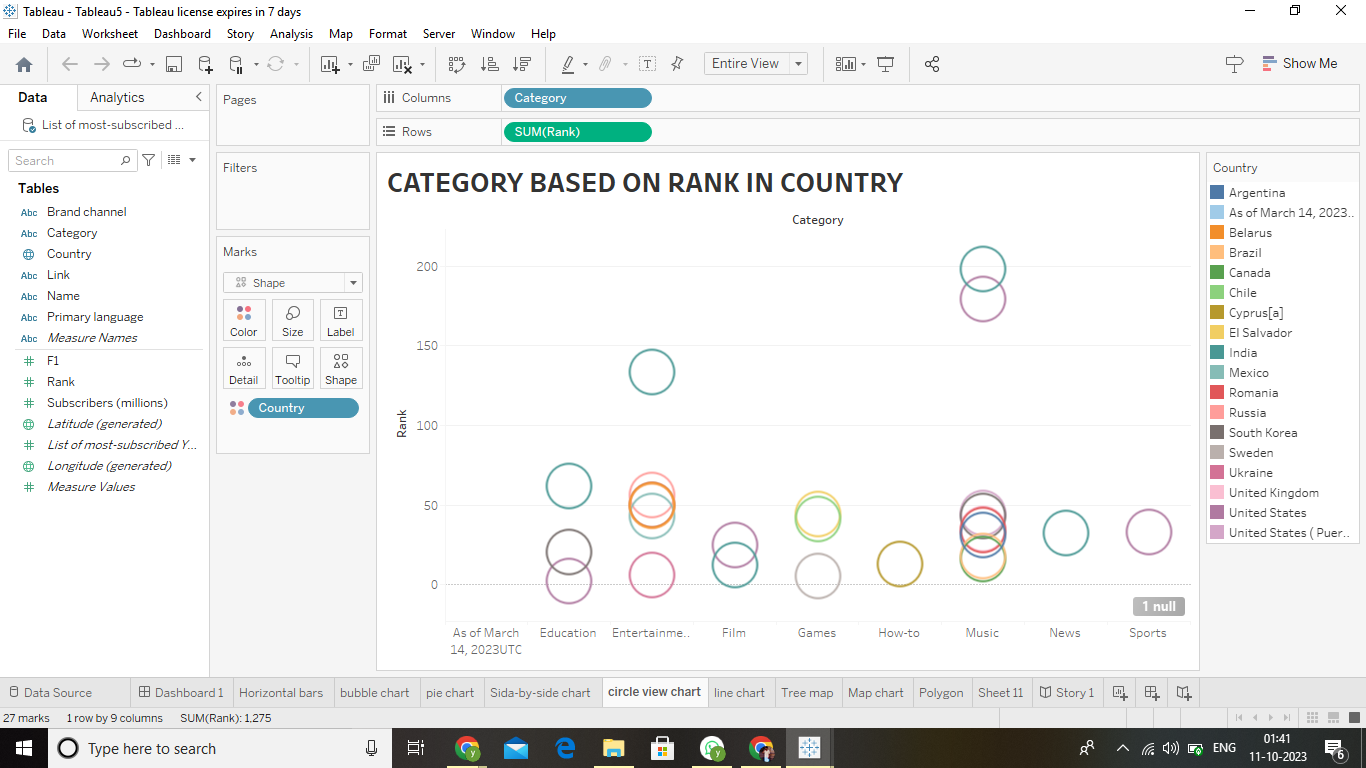 Tableau - Tableau5 - Tableau license expires in 7 days
File Data Worksheet Dashboard Story Analysis Map Format Server Window Help
Entire View
Show Me
Data Analytics
List of most-subscribed ...
Search
Tables
Abc Brand channel
Abc Category
Country
Abc Link
Abc Name
Abc Primary language
Abc Measure Names
F1
Rank
Subscribers (millions)
Latitude (generated)
List of most-subscribed Y...
Longitude (generated)
Measure Values
Pages
Filters
Marks
Shape
Color Size Label
Detail Tooltip Shape
Country
Columns Category
Rows SUM(Rank)
CATEGORY BASED ON RANK IN COUNTRY
Category
Rank
200
150
100
50
0
1 null
As of March 14, 2023UTC
Education
Entertainme..
Film
Games
How-to
Music
News
Sports
Country
Argentina
As of March 14, 2023..
Belarus
Brazil
Canada
Chile
Cyprus[a]
El Salvador
India
Mexico
Romania
Russia
South Korea
Sweden
Ukraine
United Kingdom
United States
United States ( Puer..
Data Source Dashboard 1 Horizontal bars bubble chart pie chart Sida-by-side chart circle view chart line chart Tree map Map chart Polygon Sheet 11 Story 1
27 marks 1 row by 9 columns SUM(Rank): 1,275
Type here to search
ENG
01:41
11-10-2023
6